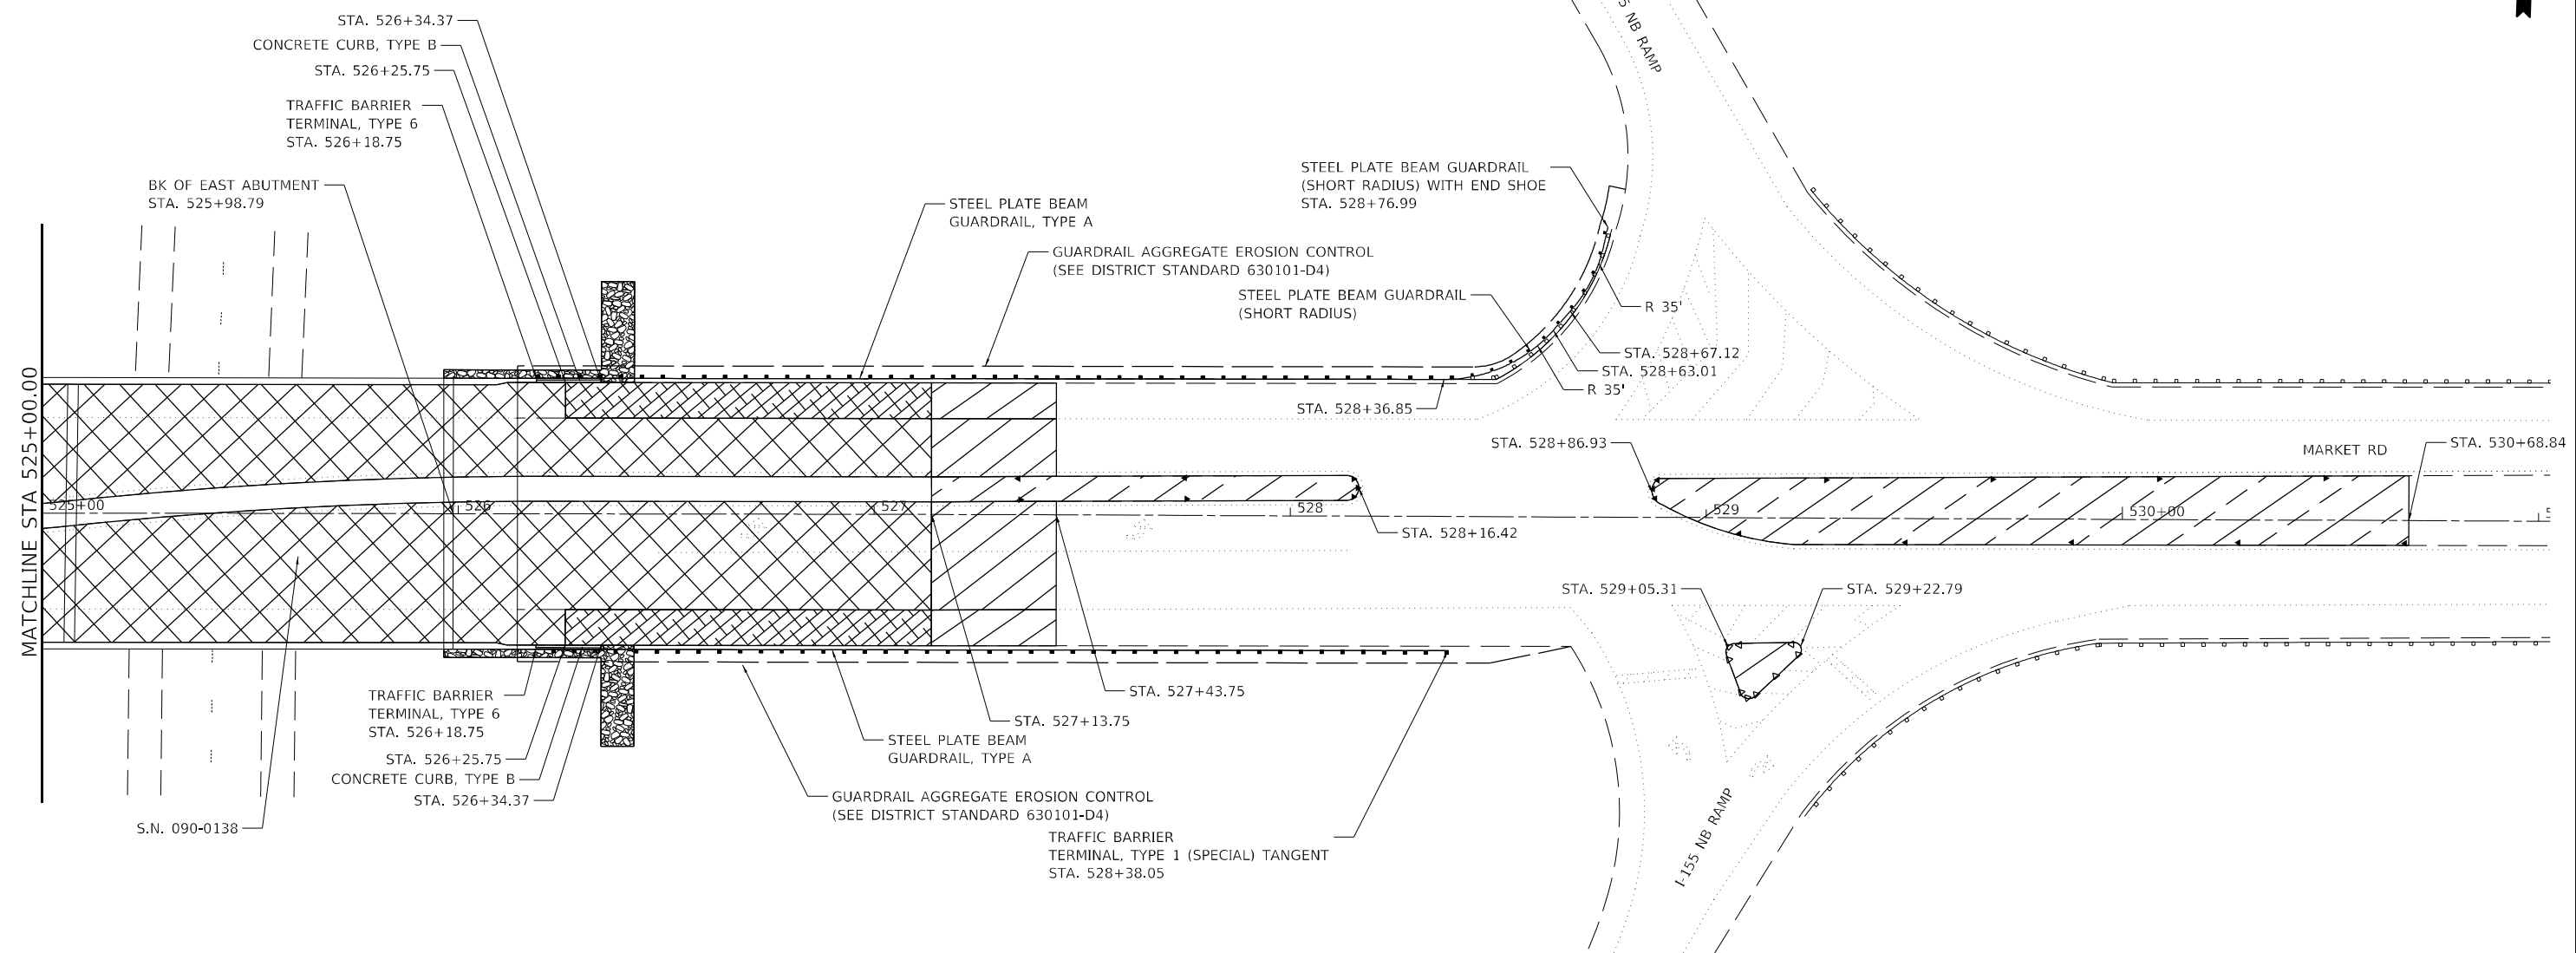 STA. 526+34.37
CONCRETE CURB, TYPE B
STA. 526+25.75
TRAFFIC BARRIER
TERMINAL, TYPE 6
STA. 526+18.75
BK OF EAST ABUTMENT
STA. 525+98.79
STEEL PLATE BEAM
GUARDRAIL, TYPE A
GUARDRAIL AGGREGATE EROSION CONTROL
(SEE DISTRICT STANDARD 630101-D4)
STEEL PLATE BEAM GUARDRAIL
(SHORT RADIUS) WITH END SHOE
STA. 528+76.99
STEEL PLATE BEAM GUARDRAIL
(SHORT RADIUS)
5 NB RAMP
R 35'
STA. 528+67.12
STA. 528+63.01
R 35'
STA. 528+36.85
STA. 528+86.93
MARKET RD
STA. 530+68.84
MATCHLINE STA 525+00.00
525+00
526
527
528
529
530+00
5
STA. 528+16.42
STA. 529+05.31
STA. 529+22.79
STA. 527+43.75
STA. 527+13.75
TRAFFIC BARRIER
TERMINAL, TYPE 6
STA. 526+18.75
STA. 526+25.75
CONCRETE CURB, TYPE B
STA. 526+34.37
S.N. 090-0138
STEEL PLATE BEAM
GUARDRAIL, TYPE A
GUARDRAIL AGGREGATE EROSION CONTROL
(SEE DISTRICT STANDARD 630101-D4)
TRAFFIC BARRIER
TERMINAL, TYPE 1 (SPECIAL) TANGENT
STA. 528+38.05
I-155 NB RAMP